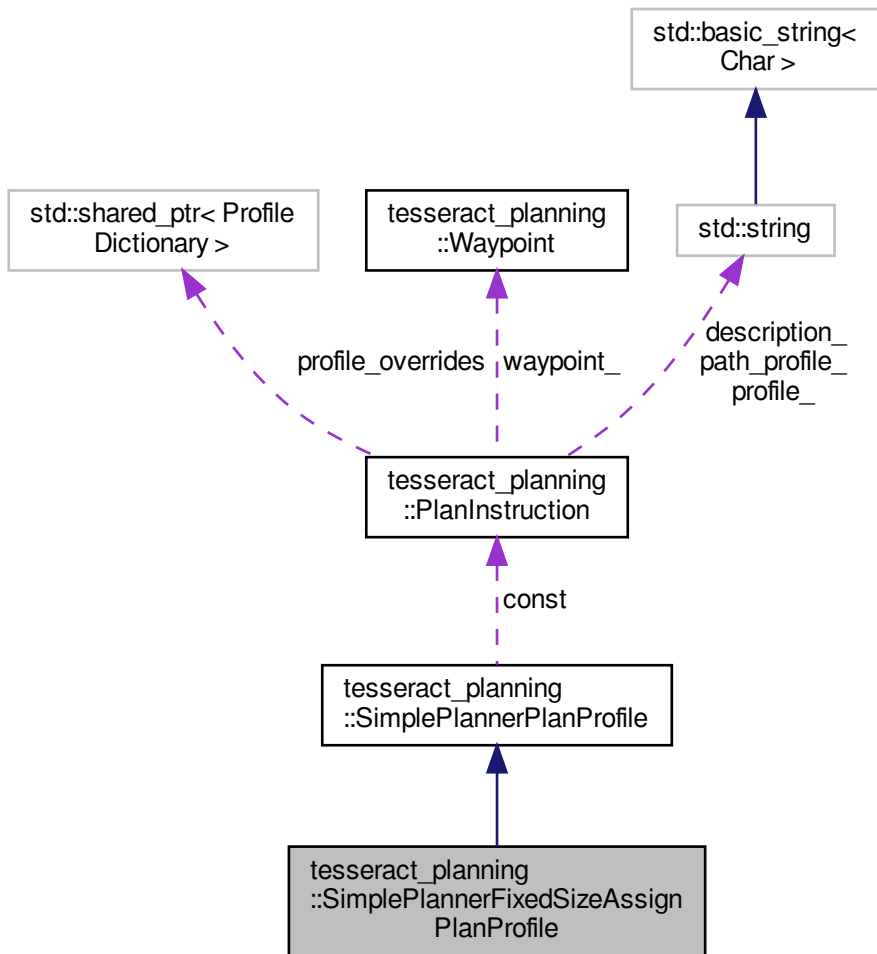 std::basic_string<
Char >
std::shared_ptr< Profile
Dictionary >
tesseract_planning
::Waypoint
std::string
profile_overrides
waypoint_
description_
path_profile_
profile_
tesseract_planning
::PlanInstruction
const
tesseract_planning
::SimplePlannerPlanProfile
tesseract_planning
::SimplePlannerFixedSizeAssign
PlanProfile